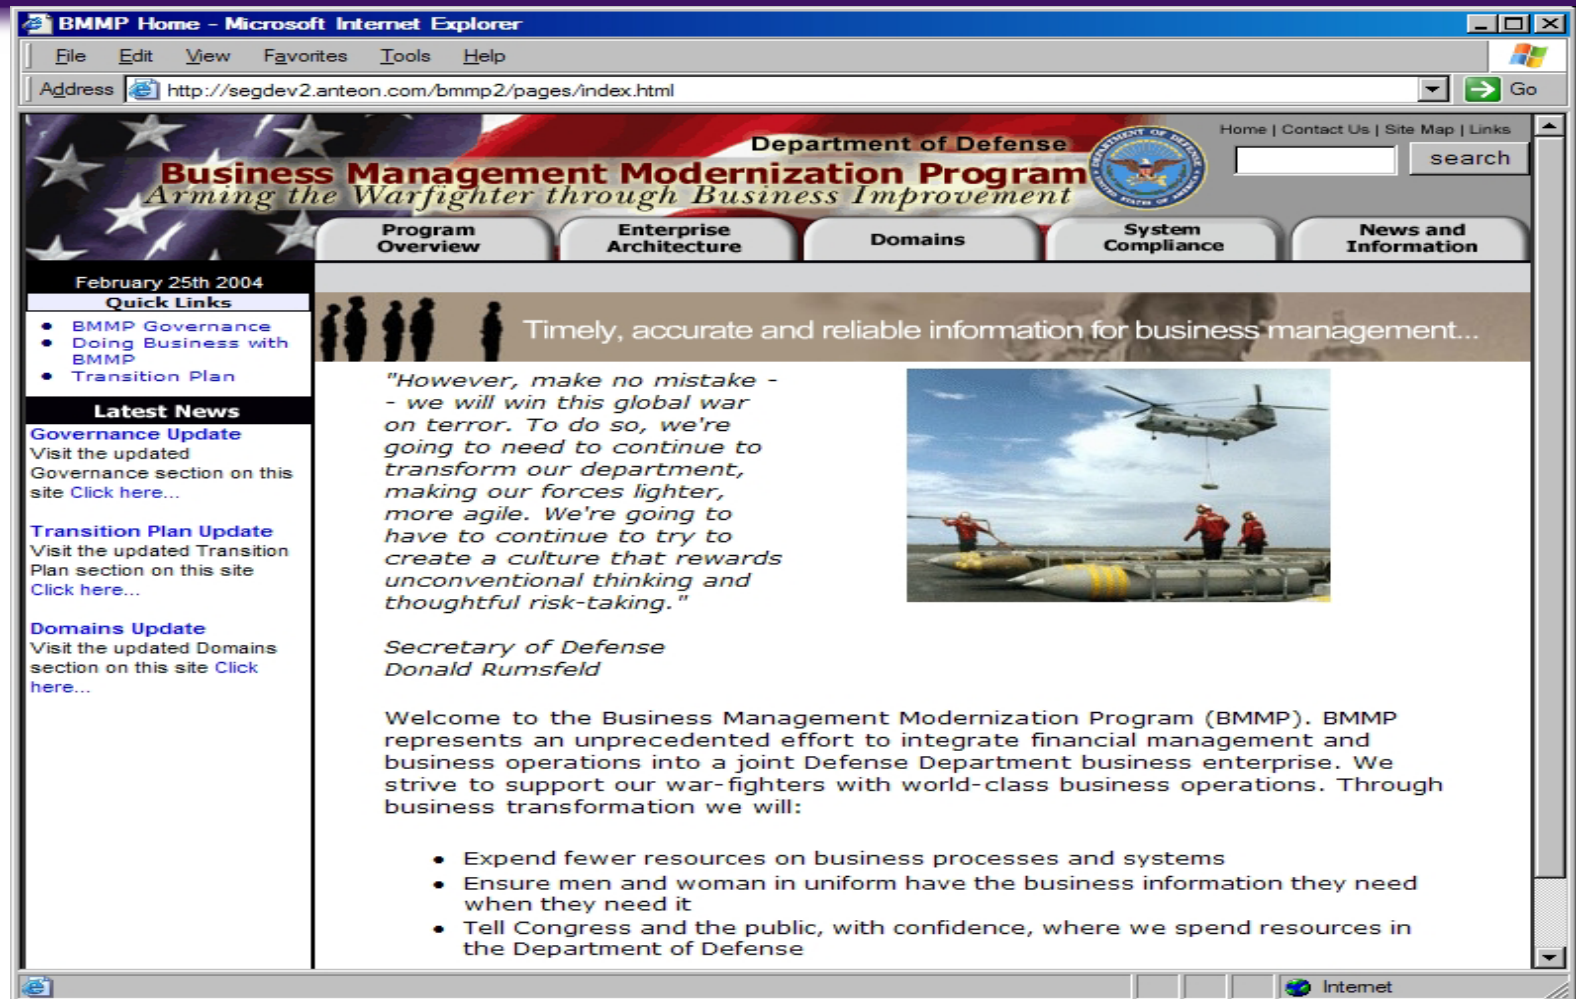 BMMP Home - Microsoft Internet Explorer
File Edit View Favorites Tools Help
Address http://segdev2.anteon.com/bmmp2/pages/index.html Go
Home | Contact Us | Site Map | Links
search
Department of Defense
Business Management Modernization Program
Arming the Warfighter through Business Improvement
DEPARTMENT OF DEFENSE
UNITED STATES OF AMERICA
Program
Overview
Enterprise
Architecture
Domains
System
Compliance
News and
Information
February 25th 2004
Quick Links
• BMMP Governance
• Doing Business with
BMMP
• Transition Plan
Latest News
Governance Update
Visit the updated
Governance section on this
site Click here...
Transition Plan Update
Visit the updated Transition
Plan section on this site
Click here...
Domains Update
Visit the updated Domains
section on this site Click
here...
Timely, accurate and reliable information for business management...
"However, make no mistake -
- we will win this global war
on terror. To do so, we're
going to need to continue to
transform our department,
making our forces lighter,
more agile. We're going to
have to continue to try to
create a culture that rewards
unconventional thinking and
thoughtful risk-taking."
Secretary of Defense
Donald Rumsfeld
Welcome to the Business Management Modernization Program (BMMP). BMMP
represents an unprecedented effort to integrate financial management and
business operations into a joint Defense Department business enterprise. We
strive to support our war-fighters with world-class business operations. Through
business transformation we will:
• Expend fewer resources on business processes and systems
• Ensure men and woman in uniform have the business information they need
when they need it
• Tell Congress and the public, with confidence, where we spend resources in
the Department of Defense
Internet